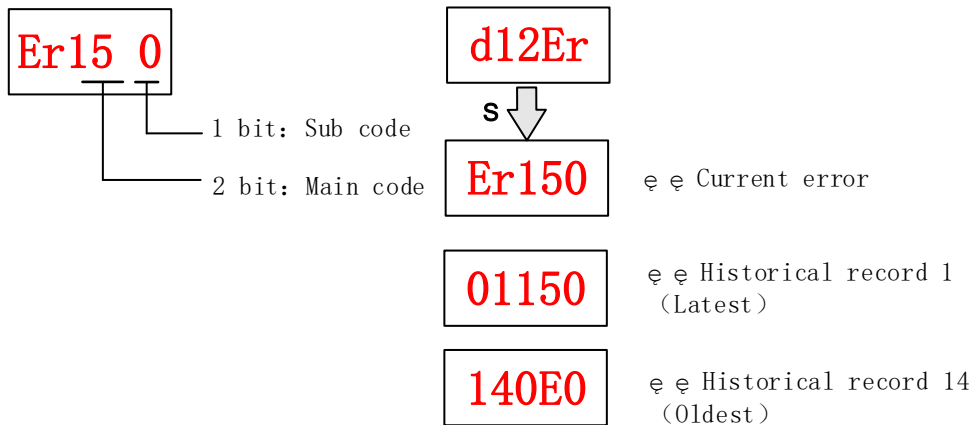 Er15 0
1 bit: Sub code
2 bit: Main code
d12Er
S
Er150
ę ę Current error
01150
ę ę Historical record 1
(Latest)
140E0
ę ę Historical record 14
(Oldest)